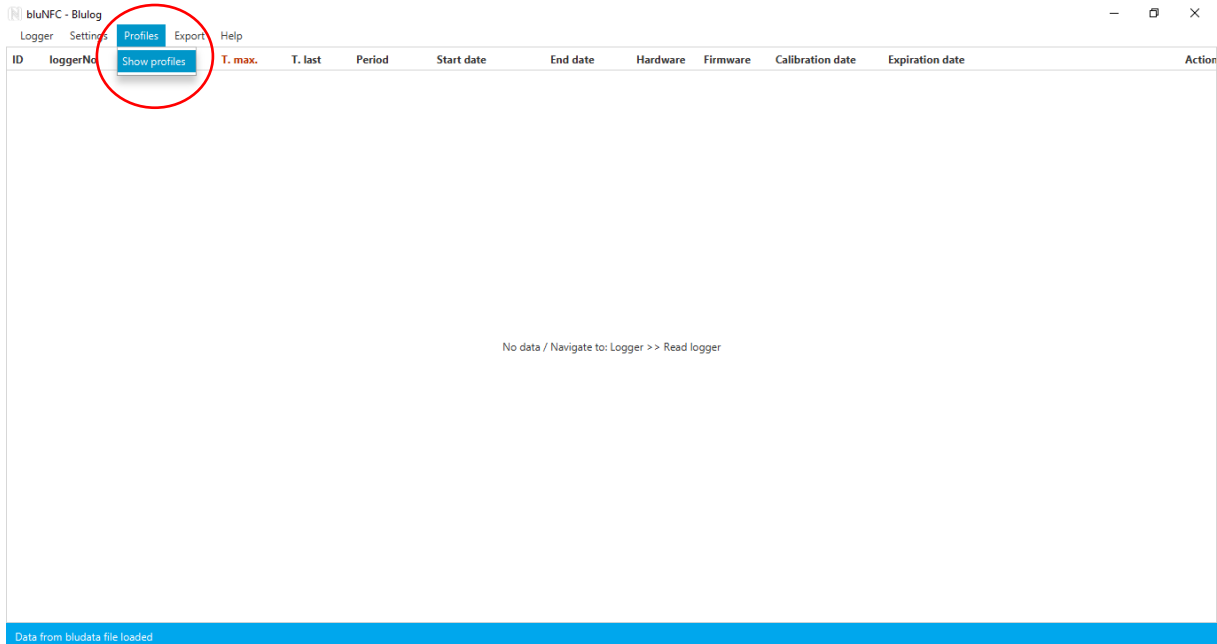 bluNFC - Blulog
Logger Settings Profiles Export Help
Show profiles
ID loggerNo T. max. T. last Period Start date End date Hardware Firmware Calibration date Expiration date Action
No data / Navigate to: Logger >> Read logger
Data from bludata file loaded